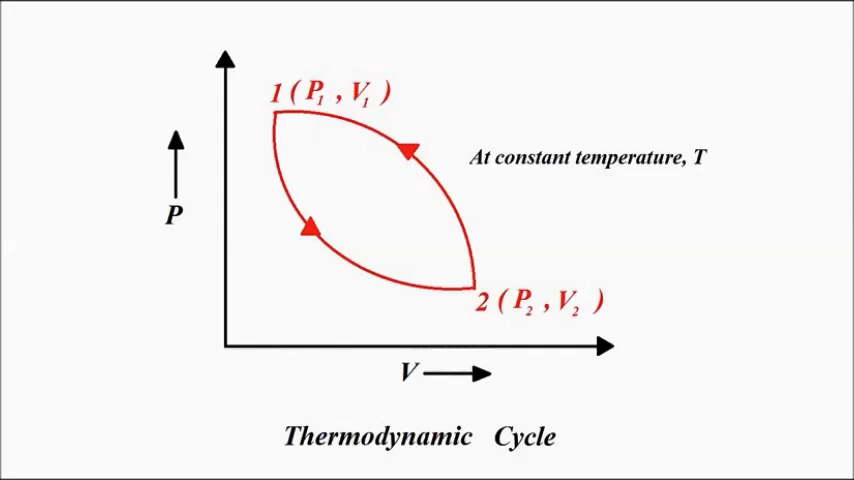 1 ( P₁ , V₁ )
At constant temperature, T
P
2 ( P₂ , V₂ )
V
Thermodynamic Cycle